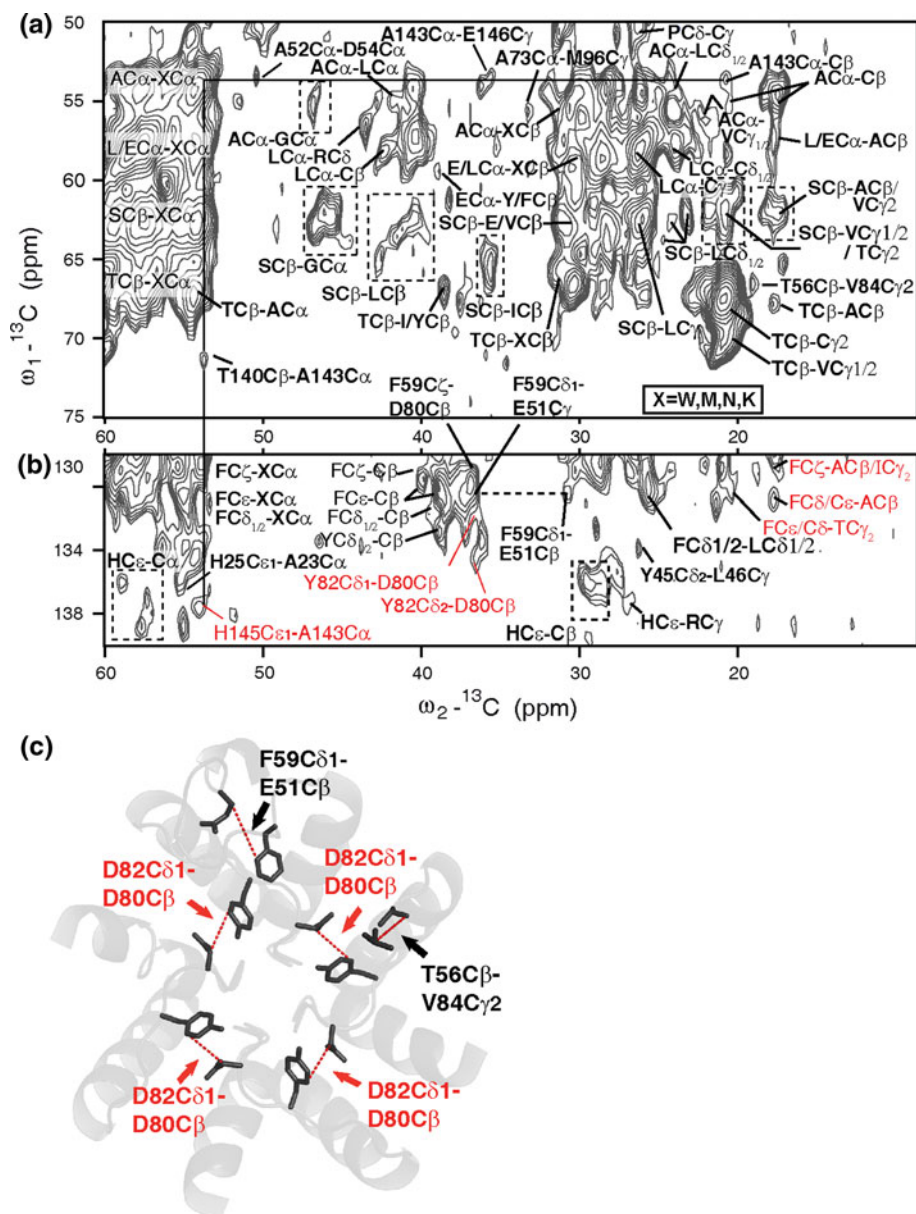 (a)
50
55
60
65
70
75
ω1 - 13C (ppm)
A143Cα-E146Cγ
A52Cα-D54Cα
ACα-LCα
PCδ-Cγ
ACα-LCδ1/2
A73Cα-M96Cγ
A143Cα-Cβ
ACα-Cβ
ACα-XCα
ACα-GCα
ACα-XCβ
ACα-
VCγ1/2
L/ECα-XCα
LCα-RCδ
LCα-Cβ
E/LCα-XCβ
LCα-Cδ1/2
L/ECα-ACβ
ECα-Y/FCβ
LCα-Cγ
SCβ-XCα
SCβ-E/VCβ
SCβ-ACβ/
VCγ2
SCβ-VCγ1/2
/ TCγ2
SCβ-GCα
SCβ-LCδ1/2
TCβ-XCα
SCβ-LCβ
SCβ-ICβ
T56Cβ-V84Cγ2
TCβ-ACα
TCβ-I/YCβ
TCβ-XCβ
SCβ-LCγ
TCβ-ACβ
TCβ-Cγ2
TCβ-VCγ1/2
T140Cβ-A143Cα
F59Cζ-
D80Cβ
F59Cδ1-
E51Cγ
X=W,M,N,K
60 50 40 30 20
(b)
130
134
138
FCζ-XCα
FCε-XCα
FCδ1/2-XCα
FCζ-Cβ
FCε-Cβ
FCδ1/2-Cβ
YCδ1/2-Cβ
F59Cδ1-
E51Cβ
FCζ-ACβ/ICγ2
FCδ/Cε-ACβ
FCε/Cδ-TCγ2
FCδ1/2-LCδ1/2
HCε-Cα
H25Cε1-A23Cα
Y82Cδ1-D80Cβ
Y82Cδ2-D80Cβ
Y45Cδ2-L46Cγ
H145Cε1-A143Cα
HCε-Cβ
HCε-RCγ
60 50 40 30 20
ω2 - 13C (ppm)
(c)
F59Cδ1-
E51Cβ
D82Cδ1-
D80Cβ
D82Cδ1-
D80Cβ
T56Cβ-
V84Cγ2
D82Cδ1-
D80Cβ
D82Cδ1-
D80Cβ